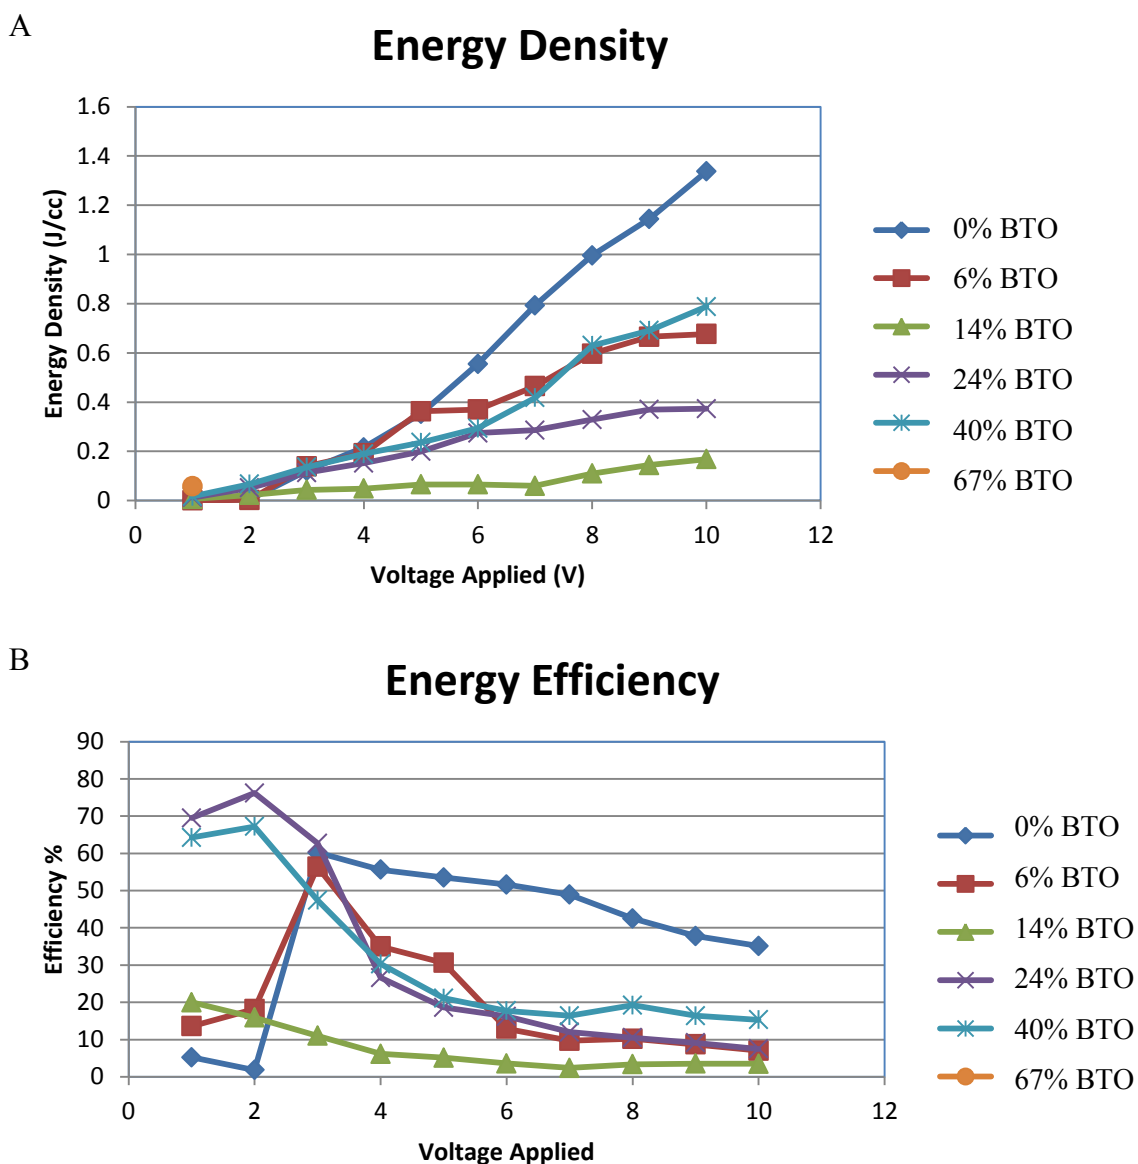 A
Energy Density
1.6
1.4
1.2
1
0.8
0.6
0.4
0.2
0
Energy Density (J/cc)
0 2 4 6 8 10 12
Voltage Applied (V)
0% BTO
6% BTO
14% BTO
24% BTO
40% BTO
67% BTO
B
Energy Efficiency
90
80
70
60
50
40
30
20
10
0
Efficiency %
0 2 4 6 8 10 12
Voltage Applied
0% BTO
6% BTO
14% BTO
24% BTO
40% BTO
67% BTO